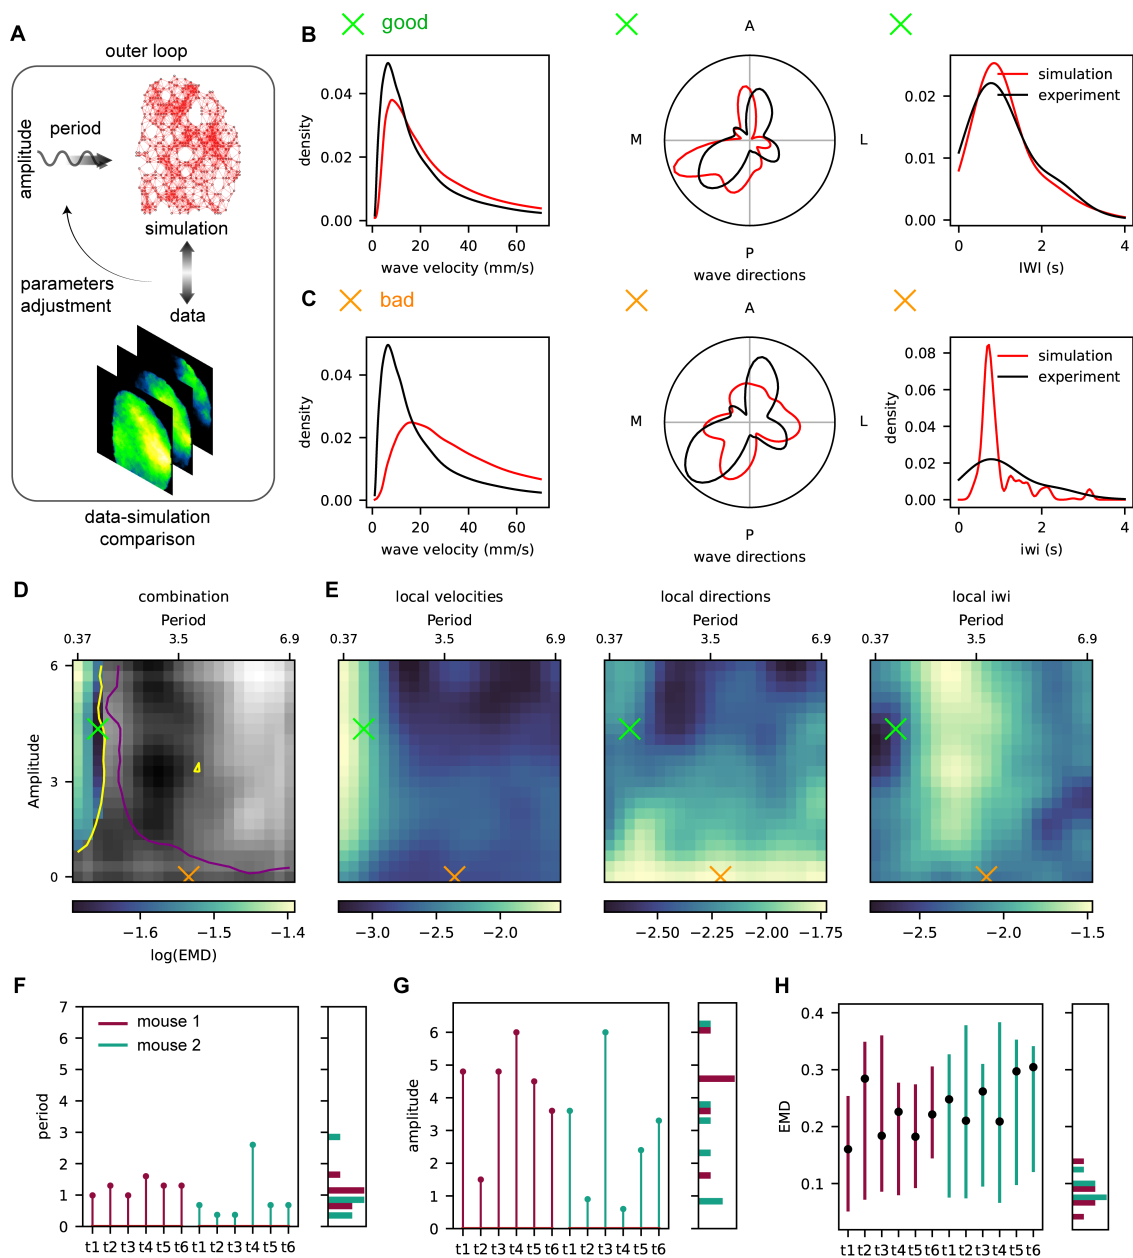 A
outer loop
amplitude
period
simulation
parameters
adjustment
data
data-simulation
comparison
B
good
density
0.04
0.02
0.00
0
20
40
60
wave velocity (mm/s)
A
M
L
P
wave directions
simulation
experiment
0.02
0.01
0.00
0
2
4
IWI (s)
C
bad
density
0.04
0.02
0.00
0
20
40
60
wave velocity (mm/s)
A
M
L
P
wave directions
simulation
experiment
density
0.08
0.06
0.04
0.02
0.00
0
2
4
iwi (s)
D
combination
Period
0.37
3.5
6.9
Amplitude
6
3
0
−1.6
−1.5
−1.4
log(EMD)
E
local velocities
Period
0.37
3.5
6.9
−3.0
−2.5
−2.0
local directions
Period
0.37
3.5
6.9
−2.50
−2.25
−2.00
−1.75
local iwi
Period
0.37
3.5
6.9
−2.5
−2.0
−1.5
F
period
7
6
5
4
3
2
1
0
mouse 1
mouse 2
t1 t2 t3 t4 t5 t6 t1 t2 t3 t4 t5 t6
G
amplitude
6
5
4
3
2
1
0
t1 t2 t3 t4 t5 t6 t1 t2 t3 t4 t5 t6
H
EMD
0.4
0.3
0.2
0.1
t1 t2 t3 t4 t5 t6 t1 t2 t3 t4 t5 t6